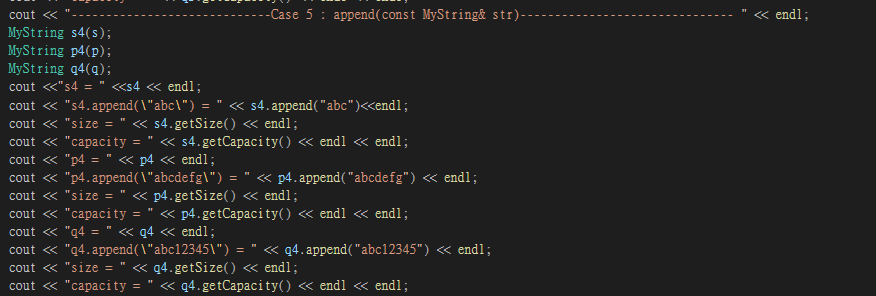 cout << "-----------------------------Case 5 : append(const MyString& str)------------------------------- " << endl;
MyString s4(s);
MyString p4(p);
MyString q4(q);
cout <<"s4 = " <<s4 << endl;
cout << "s4.append(\"abc\") = " << s4.append("abc")<<endl;
cout << "size = " << s4.getSize() << endl;
cout << "capacity = " << s4.getCapacity() << endl << endl;
cout << "p4 = " << p4 << endl;
cout << "p4.append(\"abcdefg\") = " << p4.append("abcdefg") << endl;
cout << "size = " << p4.getSize() << endl;
cout << "capacity = " << p4.getCapacity() << endl << endl;
cout << "q4 = " << q4 << endl;
cout << "q4.append(\"abc12345\") = " << q4.append("abc12345") << endl;
cout << "size = " << q4.getSize() << endl;
cout << "capacity = " << q4.getCapacity() << endl << endl;